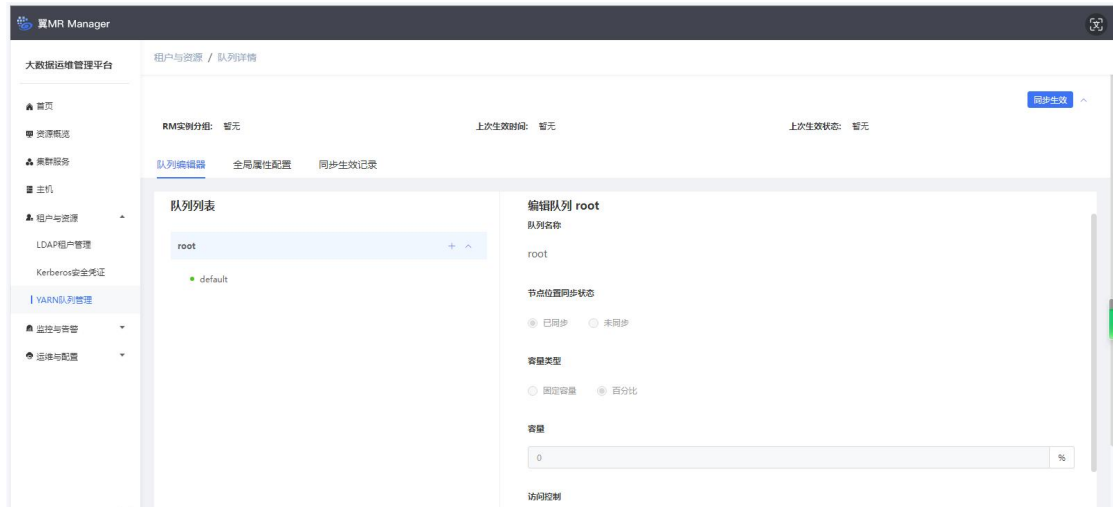 翼MR Manager
大数据运维管理平台
租户与资源 / 队列详情
同步生效
首页
RM实例分组: 暂无
上次生效时间: 暂无
上次生效状态: 暂无
资源概览
集群服务
队列编辑器
全局属性配置
同步生效记录
主机
租户与资源
LDAP租户管理
Kerberos安全凭证
YARN队列管理
监控与告警
运维与配置
队列列表
root
default
编辑队列 root
队列名称
root
节点位置同步状态
已同步
未同步
容量类型
固定容量
百分比
容量
0
%
访问控制